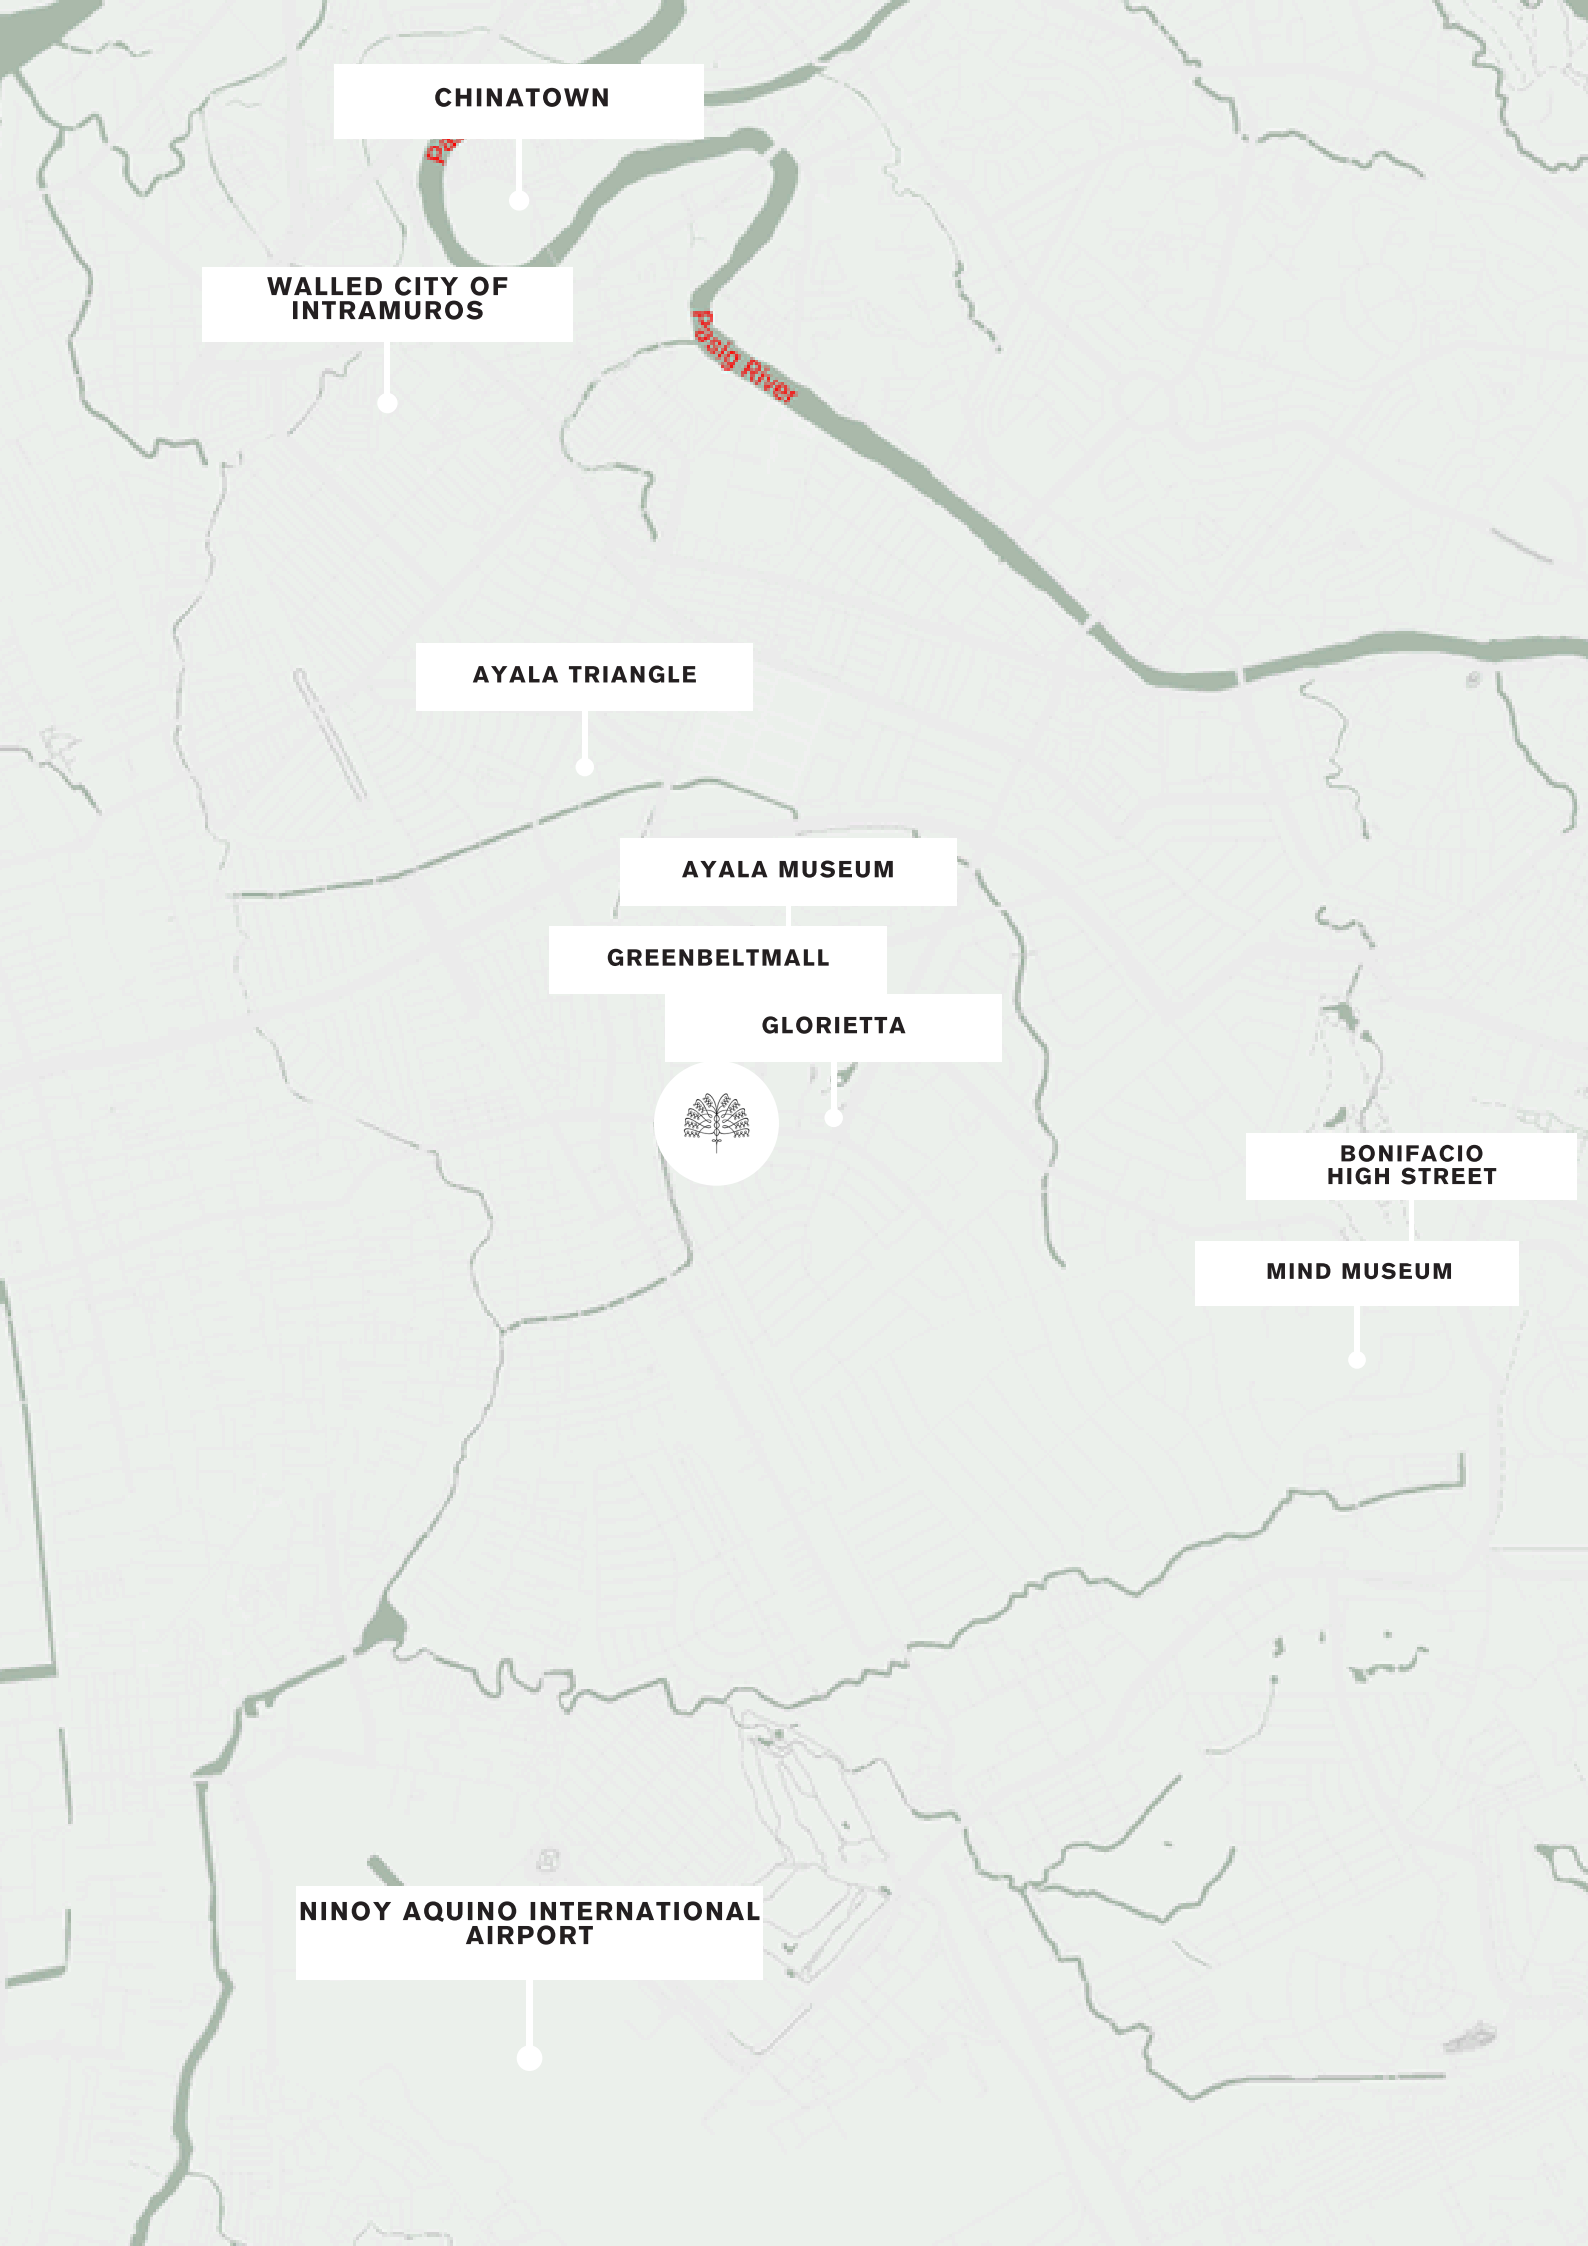 CHINATOWN
Pa
WALLED CITY OF
INTRAMUROS
Pasig River
AYALA TRIANGLE
AYALA MUSEUM
GREENBELTMALL
GLORIETTA
BONIFACIO
HIGH STREET
MIND MUSEUM
NINOY AQUINO INTERNATIONAL
AIRPORT